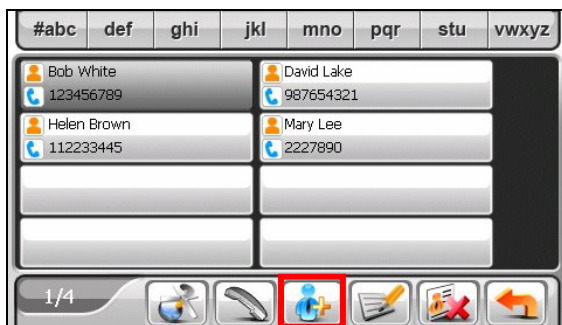 #abc def ghi jkl mno pqr stu vwxyz
Bob White
123456789
David Lake
987654321
Helen Brown
112233445
Mary Lee
2227890
1/4